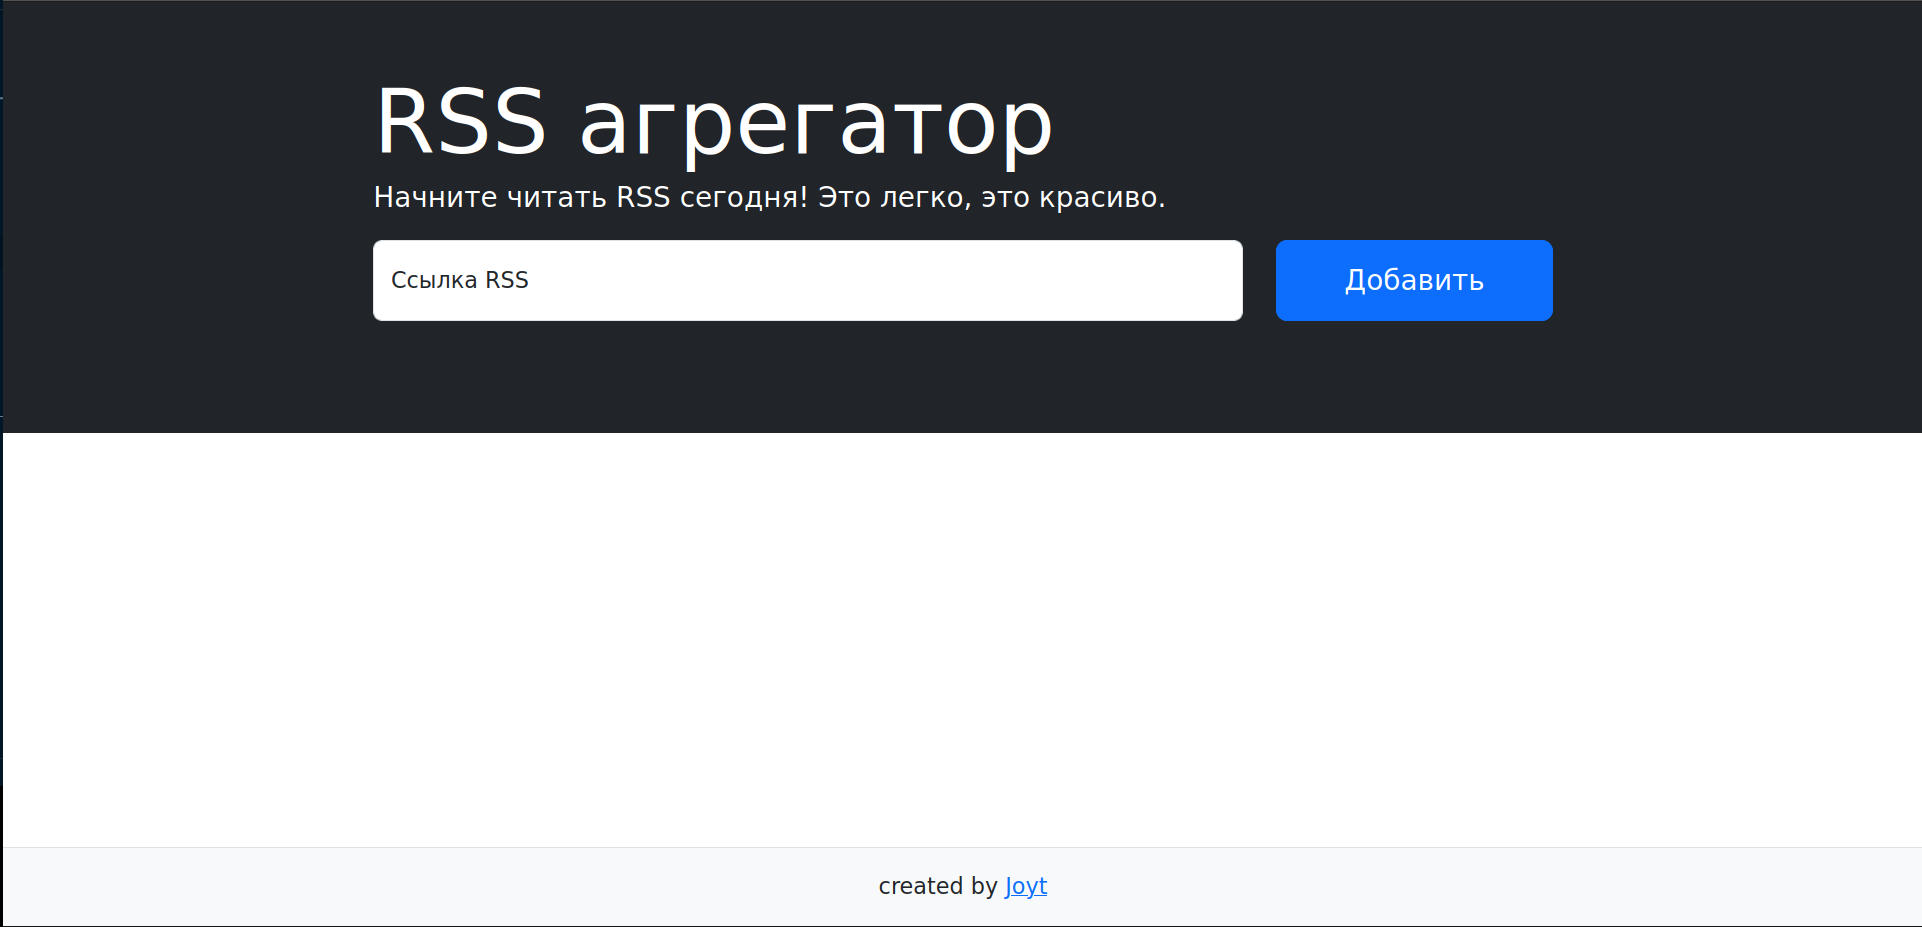 RSS агрегатор
Начните читать RSS сегодня! Это легко, это красиво.
Ссылка RSS
Добавить
created by Joyt